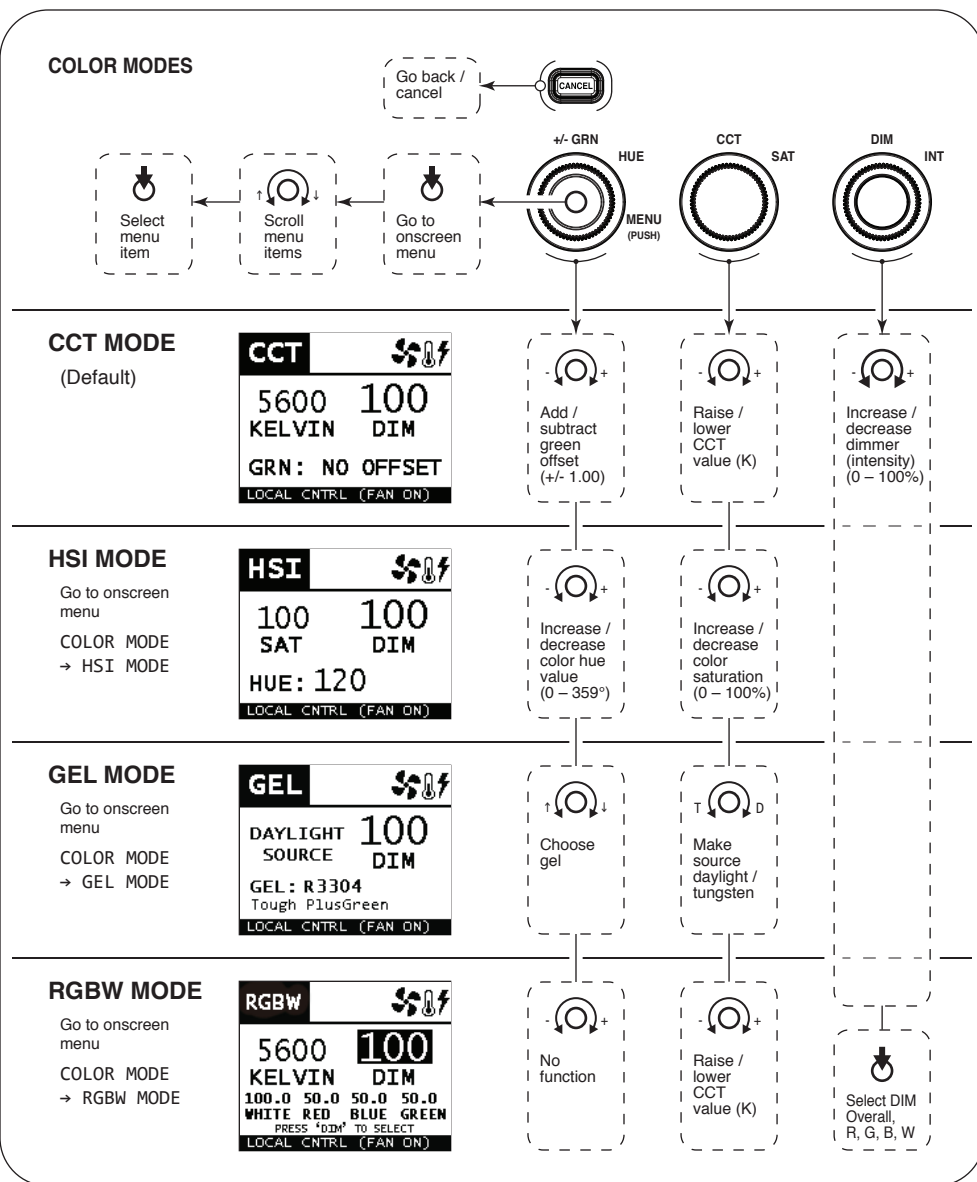 COLOR MODES
Go back /
cancel
CANCEL
+/- GRN
HUE
MENU
(PUSH)
CCT
SAT
DIM
INT
Select
menu
item
↑ ↓
Scroll
menu
items
Go to
onscreen
menu
CCT MODE
(Default)
CCT
5600 100
KELVIN DIM
GRN: NO OFFSET
LOCAL CNTRL (FAN ON)
- +
Add /
subtract
green
offset
(+/- 1.00)
- +
Raise /
lower
CCT
value (K)
- +
Increase /
decrease
dimmer
(intensity)
(0 – 100%)
HSI MODE
Go to onscreen
menu
COLOR MODE
→ HSI MODE
HSI
100 100
SAT DIM
HUE: 120
LOCAL CNTRL (FAN ON)
- +
Increase /
decrease
color hue
value
(0 – 359°)
- +
Increase /
decrease
color
saturation
(0 – 100%)
GEL MODE
Go to onscreen
menu
COLOR MODE
→ GEL MODE
GEL
DAYLIGHT 100
SOURCE DIM
GEL: R3304
Tough PlusGreen
LOCAL CNTRL (FAN ON)
↑ ↓
Choose
gel
T D
Make
source
daylight /
tungsten
RGBW MODE
Go to onscreen
menu
COLOR MODE
→ RGBW MODE
RGBW
5600 100
KELVIN DIM
100.0 50.0 50.0 50.0
WHITE RED BLUE GREEN
PRESS ‘DIM’ TO SELECT
LOCAL CNTRL (FAN ON)
- +
No
function
- +
Raise /
lower
CCT
value (K)
Select DIM
Overall,
R, G, B, W